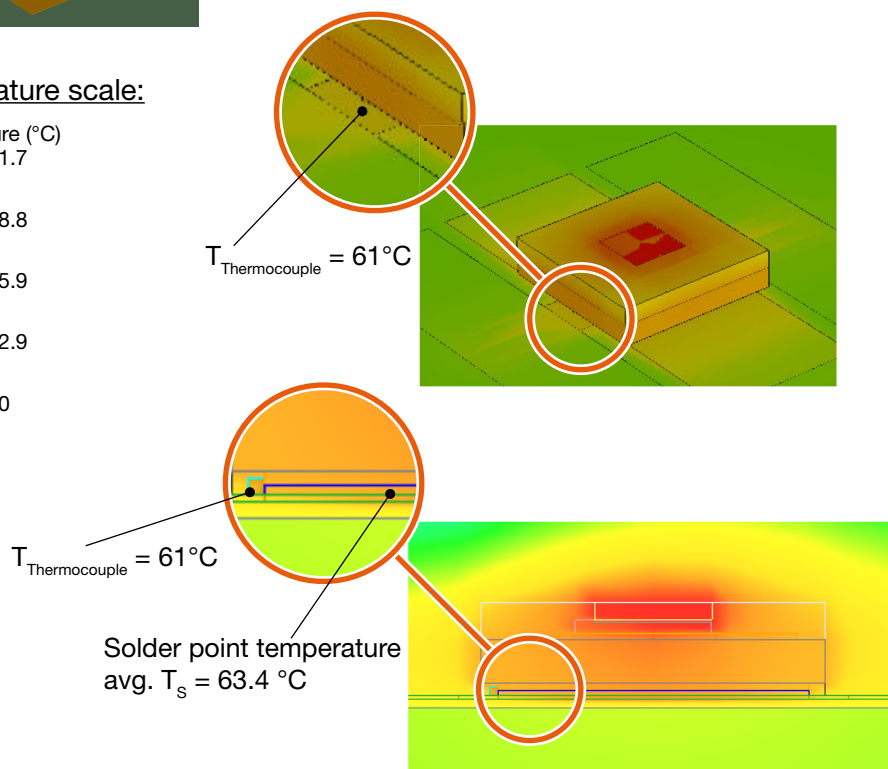 ature scale:
ure (°C)
1.7
8.8
5.9
2.9
0
T Thermocouple = 61°C
T Thermocouple = 61°C
Solder point temperature
avg. T S = 63.4 °C